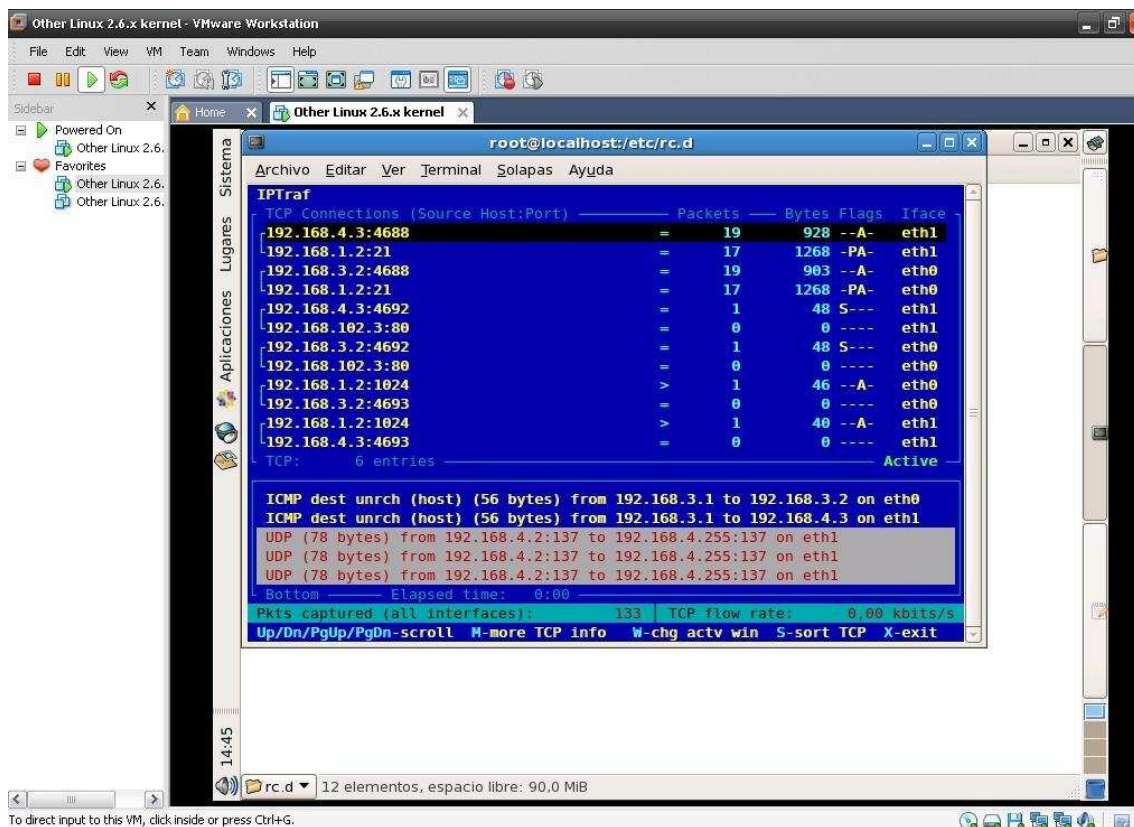 Other Linux 2.6.x kernel - VMware Workstation
File Edit View VM Team Windows Help
Sidebar
Powered On
Other Linux 2.6.
Favorites
Other Linux 2.6.
Other Linux 2.6.
Home
Other Linux 2.6.x kernel
Sistema
Lugares
Aplicaciones
14:45
root@localhost:/etc/rc.d
Archivo Editar Ver Terminal Solapas Ayuda
IPTraf
TCP Connections (Source Host:Port) Packets Bytes Flags Iface
192.168.4.3:4688 = 19 928 --A- eth1
192.168.1.2:21 = 17 1268 -PA- eth1
192.168.3.2:4688 = 19 903 --A- eth0
192.168.1.2:21 = 17 1268 -PA- eth0
192.168.4.3:4692 = 1 48 S--- eth1
192.168.102.3:80 = 0 0 ---- eth1
192.168.3.2:4692 = 1 48 S--- eth0
192.168.102.3:80 = 0 0 ---- eth0
192.168.1.2:1024 > 1 46 --A- eth0
192.168.3.2:4693 = 0 0 ---- eth0
192.168.1.2:1024 > 1 40 --A- eth1
192.168.4.3:4693 = 0 0 ---- eth1
TCP: 6 entries Active
ICMP dest unrch (host) (56 bytes) from 192.168.3.1 to 192.168.3.2 on eth0
ICMP dest unrch (host) (56 bytes) from 192.168.3.1 to 192.168.4.3 on eth1
UDP (78 bytes) from 192.168.4.2:137 to 192.168.4.255:137 on eth1
UDP (78 bytes) from 192.168.4.2:137 to 192.168.4.255:137 on eth1
UDP (78 bytes) from 192.168.4.2:137 to 192.168.4.255:137 on eth1
Bottom Elapsed time: 0:00
Pkts captured (all interfaces): 133 TCP flow rate: 0,00 kbits/s
Up/Dn/PgUp/PgDn-scroll M-more TCP info W-chg actv win S-sort TCP X-exit
rc.d 12 elementos, espacio libre: 90,0 MiB
To direct input to this VM, click inside or press Ctrl+G.